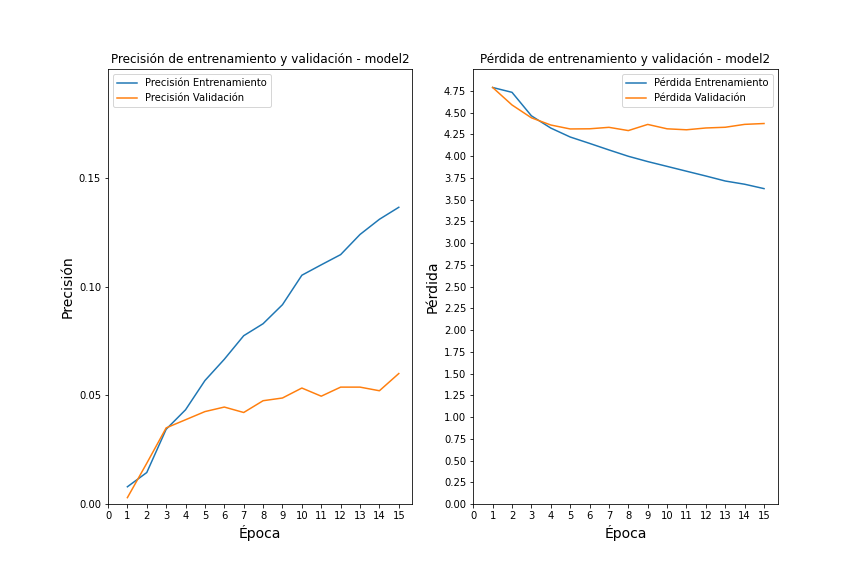 Precisión de entrenamiento y validación - model2
Precisión Entrenamiento
Precisión Validación
0.15
0.10
0.05
0.00
Precisión
0 1 2 3 4 5 6 7 8 9 10 11 12 13 14 15
Época
Pérdida de entrenamiento y validación - model2
Pérdida Entrenamiento
Pérdida Validación
4.75
4.50
4.25
4.00
3.75
3.50
3.25
3.00
2.75
2.50
2.25
2.00
1.75
1.50
1.25
1.00
0.75
0.50
0.25
0.00
Pérdida
0 1 2 3 4 5 6 7 8 9 10 11 12 13 14 15
Época